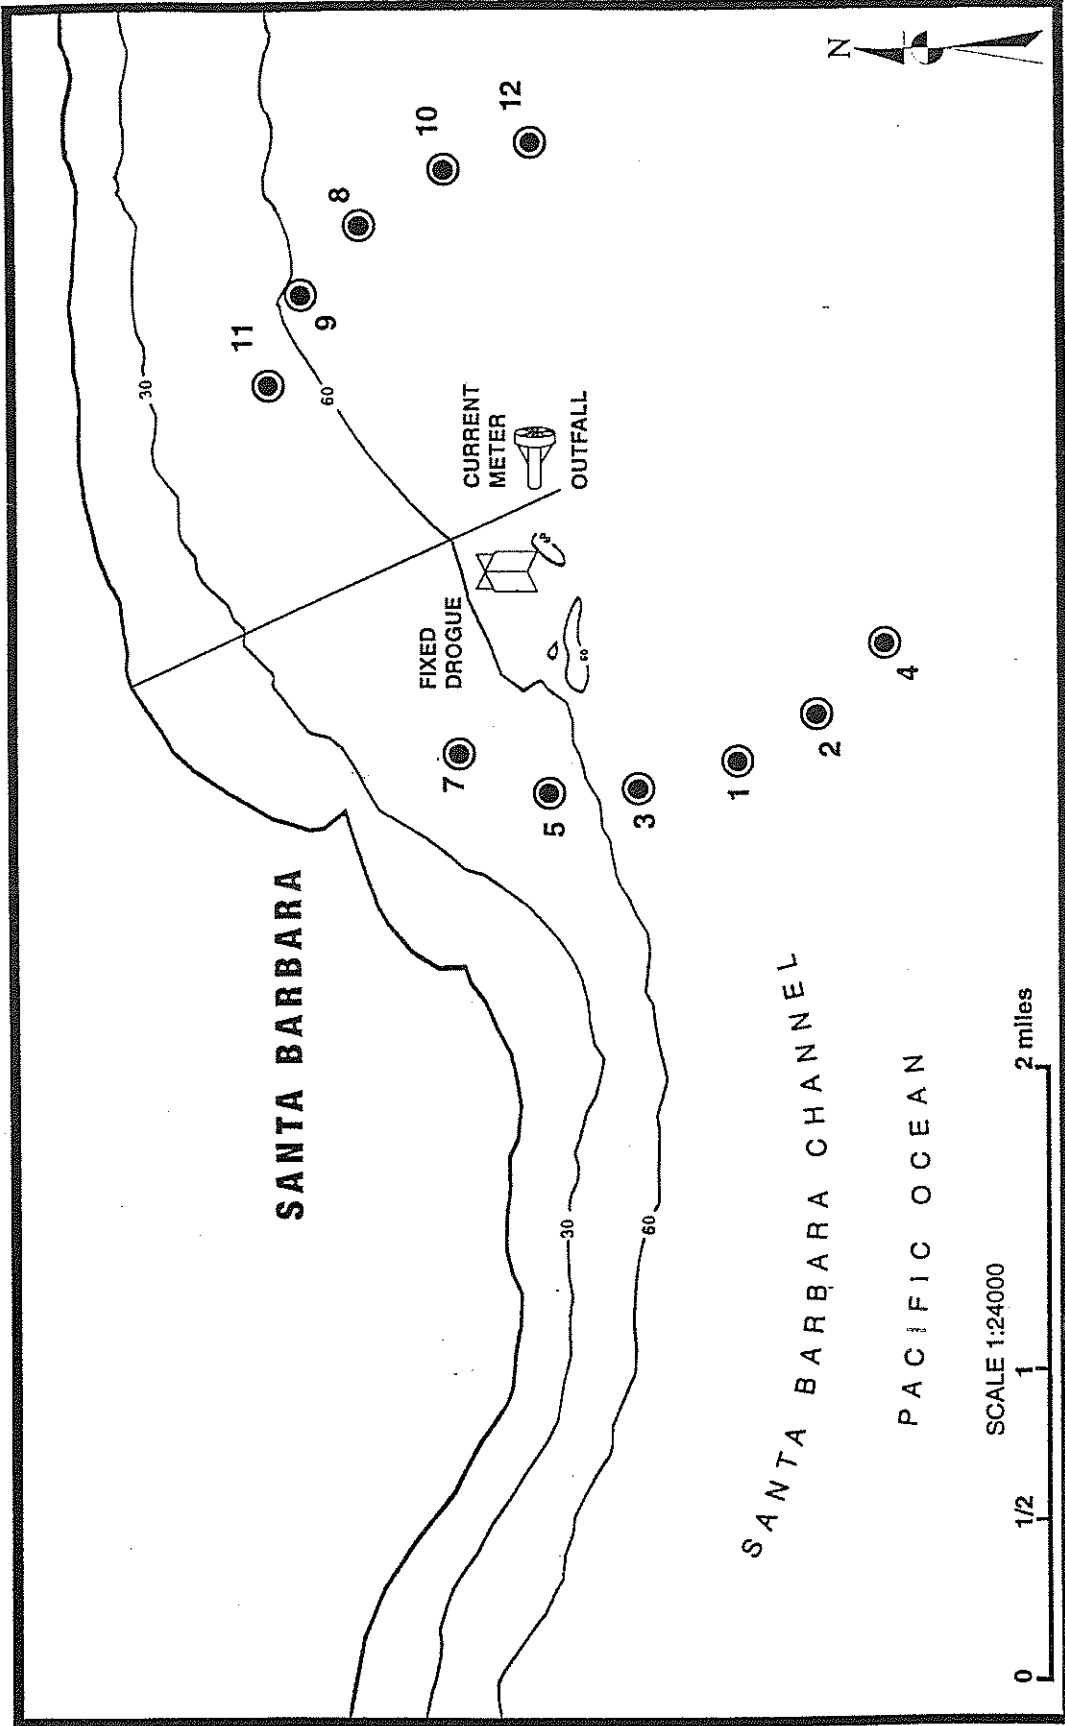 N
SANTA BARBARA
30
60
11
9
8
10
12
CURRENT
METER
OUTFALL
FIXED
DROGUE
60
7
5
3
1
2
4
30
60
SANTA BARBARA CHANNEL
PACIFIC OCEAN
SCALE 1:24000
0 1/2 1 2 miles